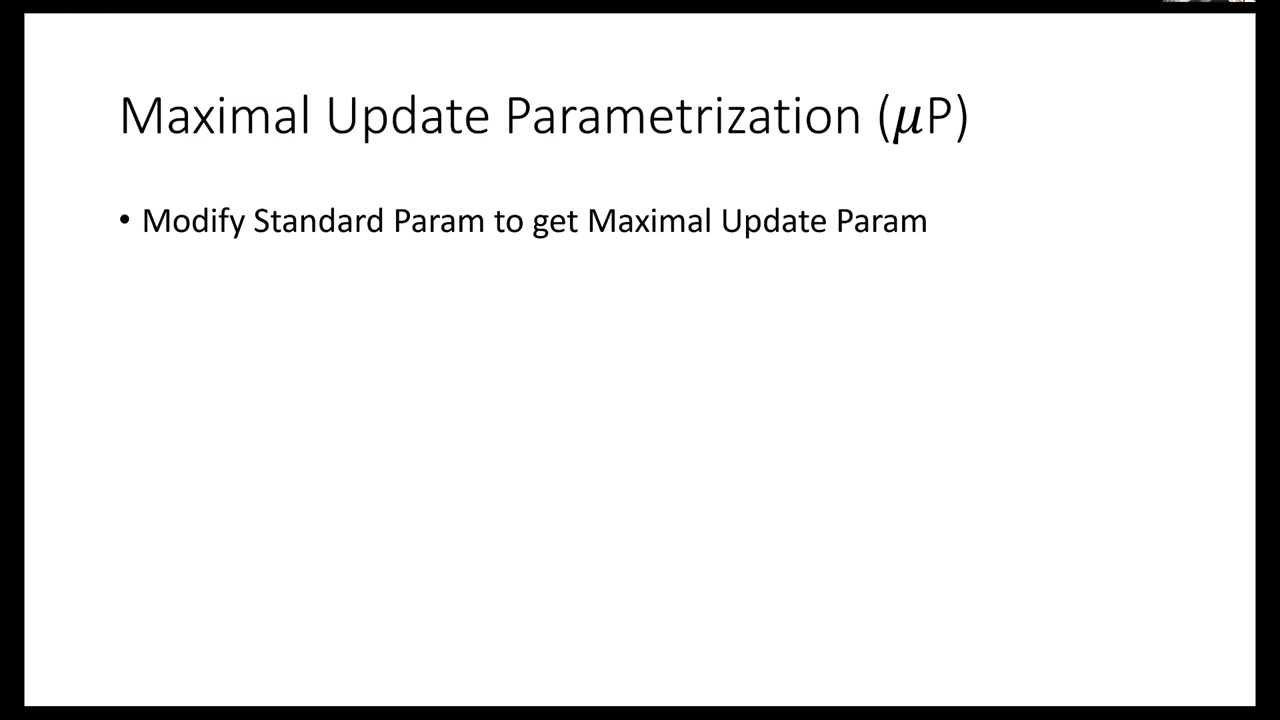 Maximal Update Parametrization (𝝁P)
• Modify Standard Param to get Maximal Update Param